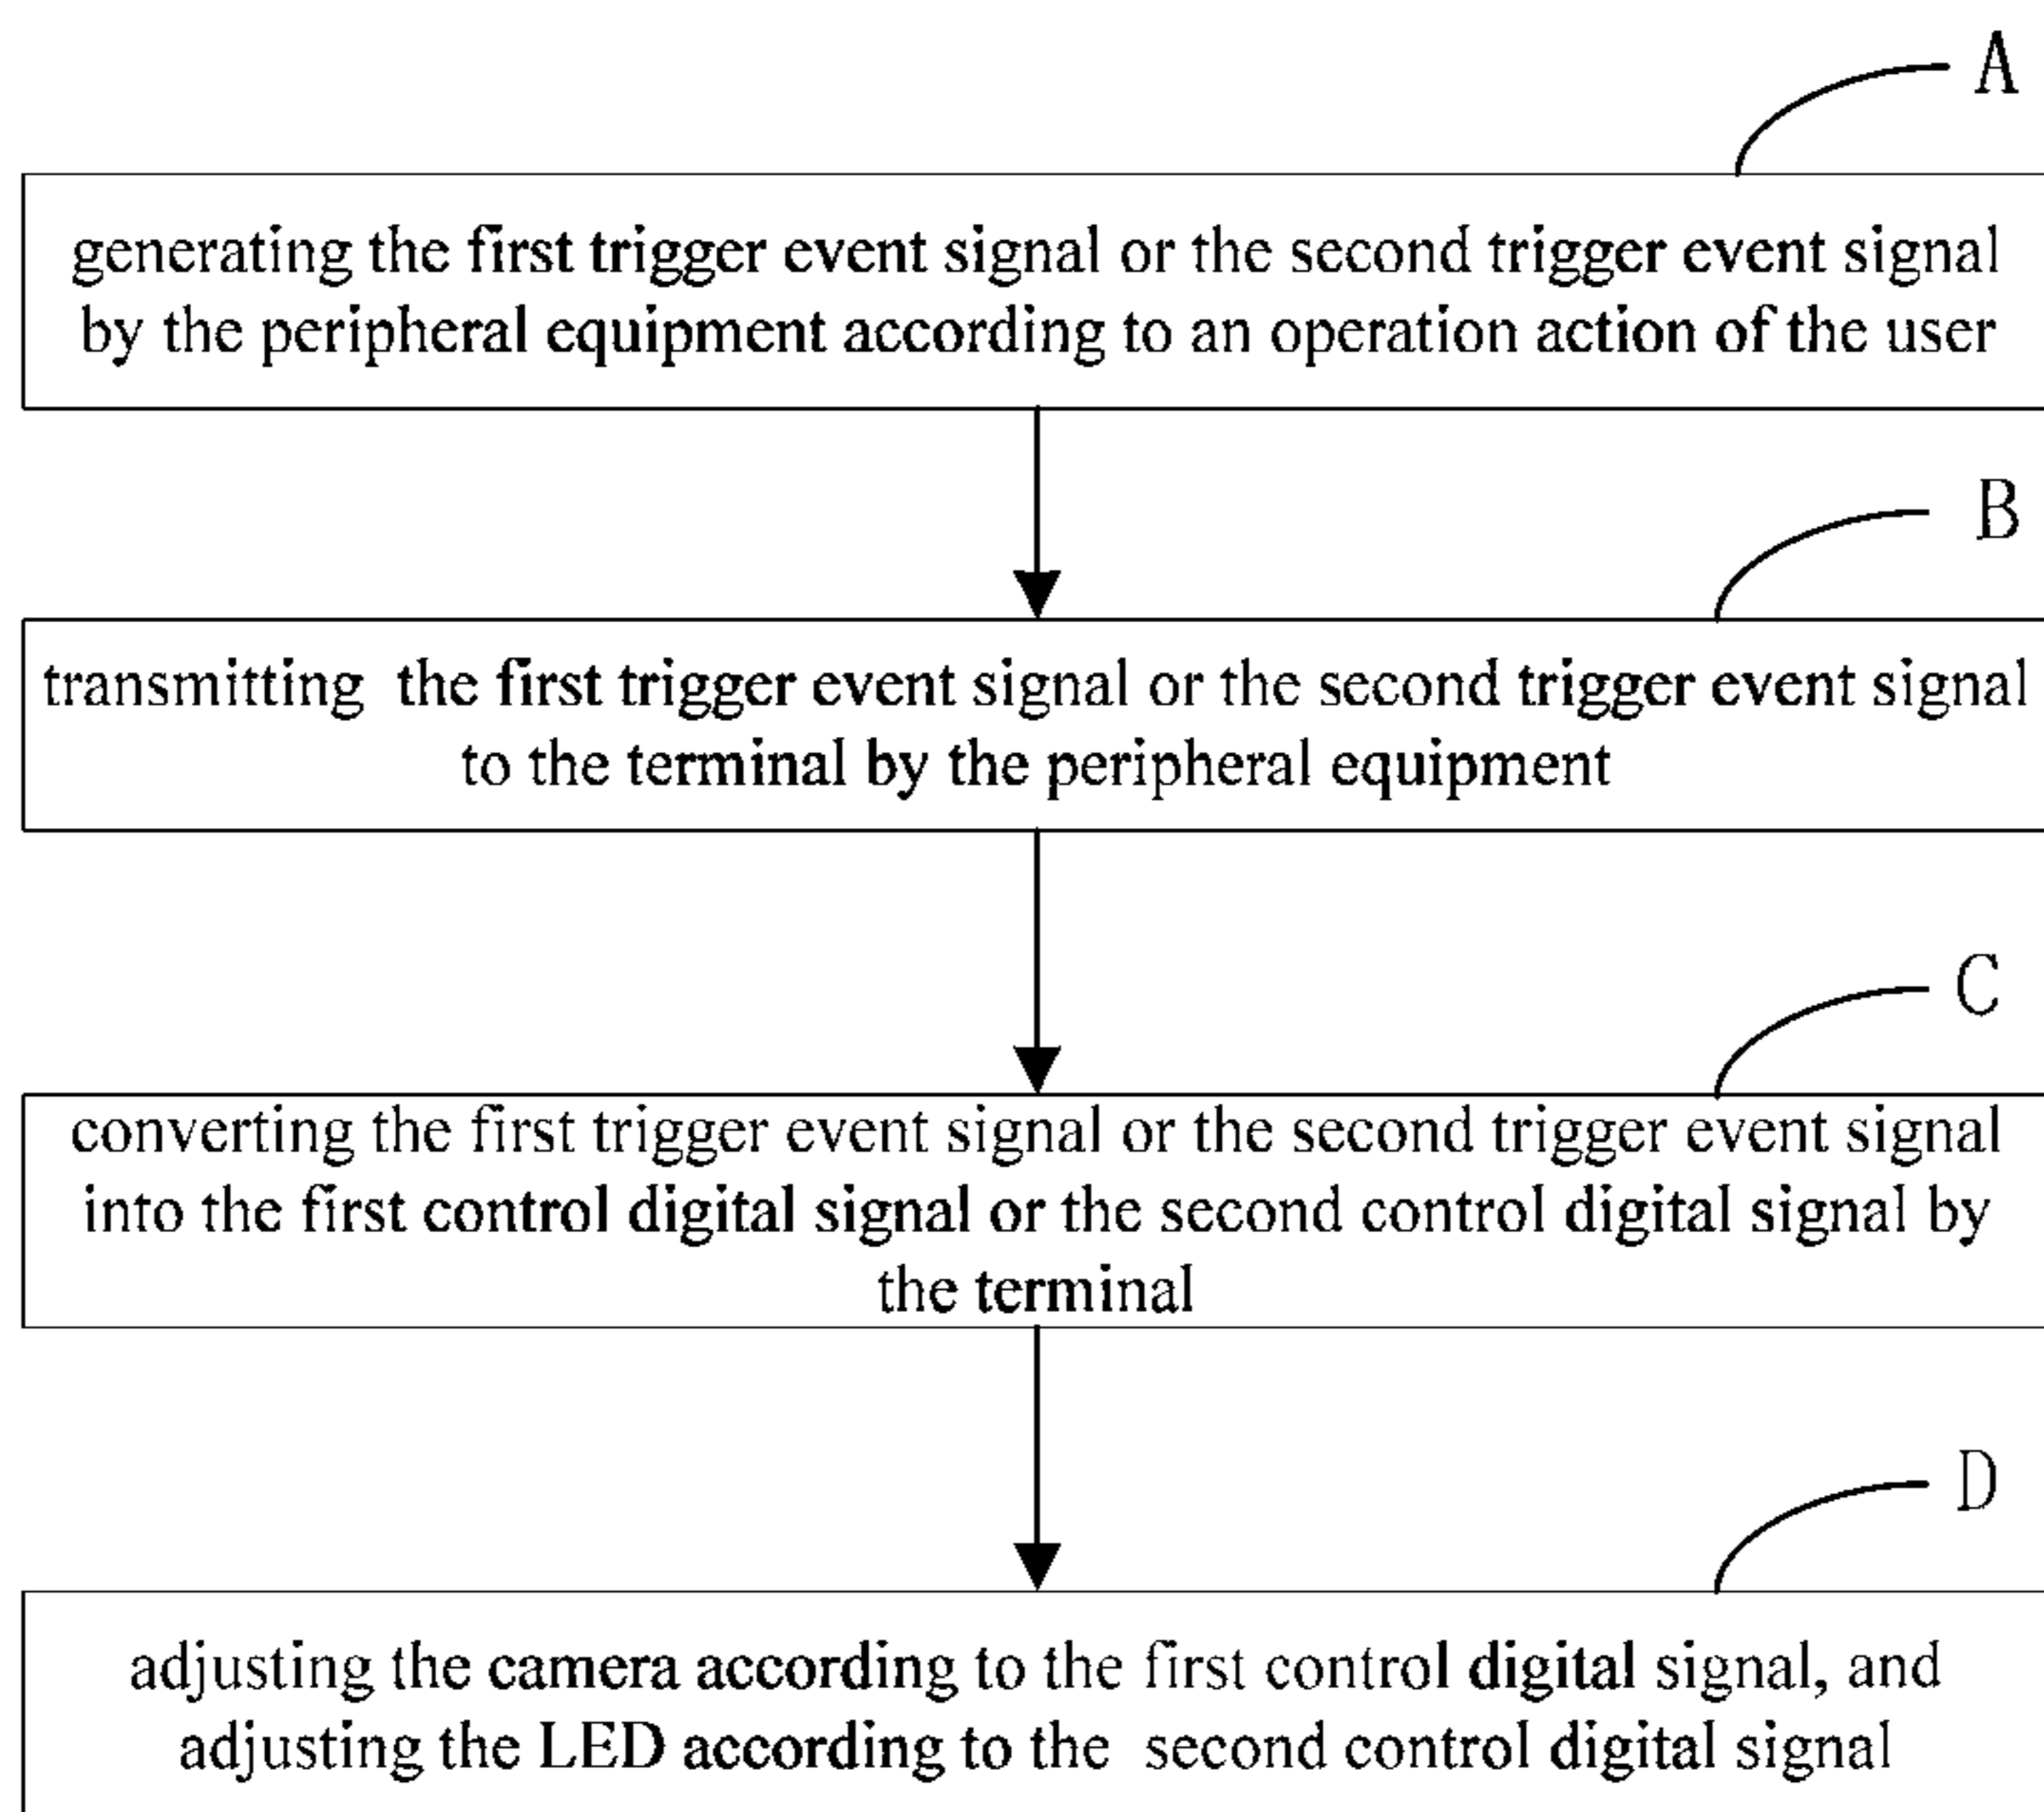 A
generating the first trigger event signal or the second trigger event signal
by the peripheral equipment according to an operation action of the user
B
transmitting the first trigger event signal or the second trigger event signal
to the terminal by the peripheral equipment
C
converting the first trigger event signal or the second trigger event signal
into the first control digital signal or the second control digital signal by
the terminal
D
adjusting the camera according to the first control digital signal, and
adjusting the LED according to the second control digital signal